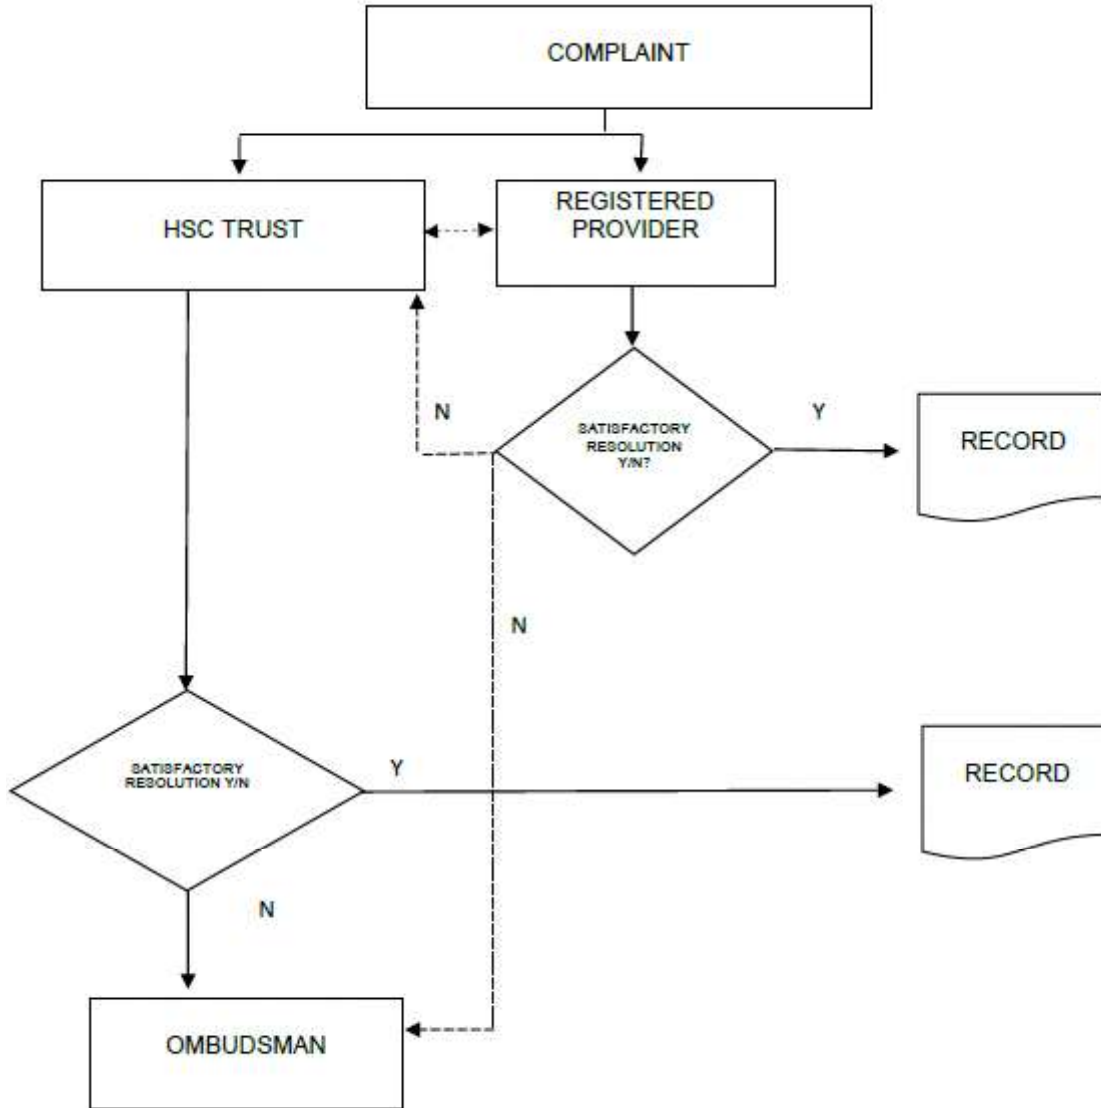 COMPLAINT
HSC TRUST
REGISTERED
PROVIDER
N
SATISFACTORY
RESOLUTION
Y/N?
Y
RECORD
N
SATISFACTORY
RESOLUTION Y/N
Y
RECORD
N
OMBUDSMAN